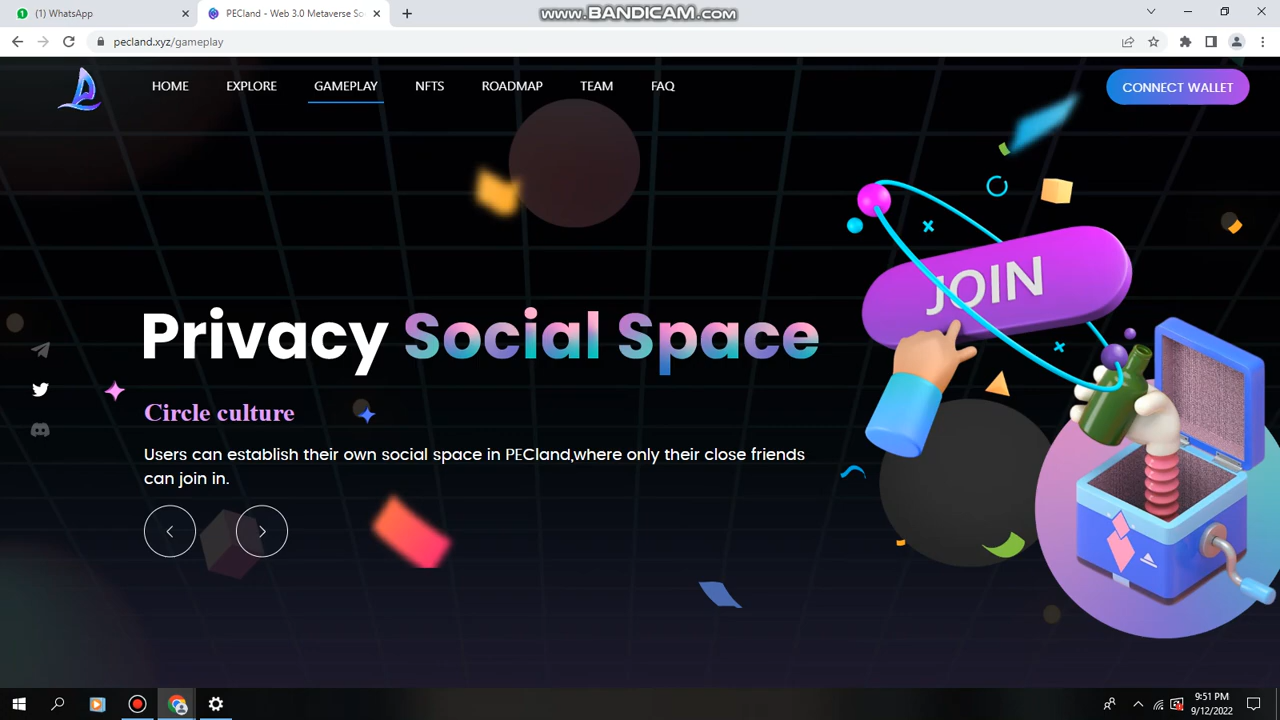 (1) WhatsApp
PECland - Web 3.0 Metaverse So
www.BANDICAM.com
pecland.xyz/gameplay
HOME
EXPLORE
GAMEPLAY
NFTS
ROADMAP
TEAM
FAQ
CONNECT WALLET
JOIN
Privacy Social Space
Circle culture
Users can establish their own social space in PECland,where only their close friends
can join in.
9:51 PM
9/12/2022